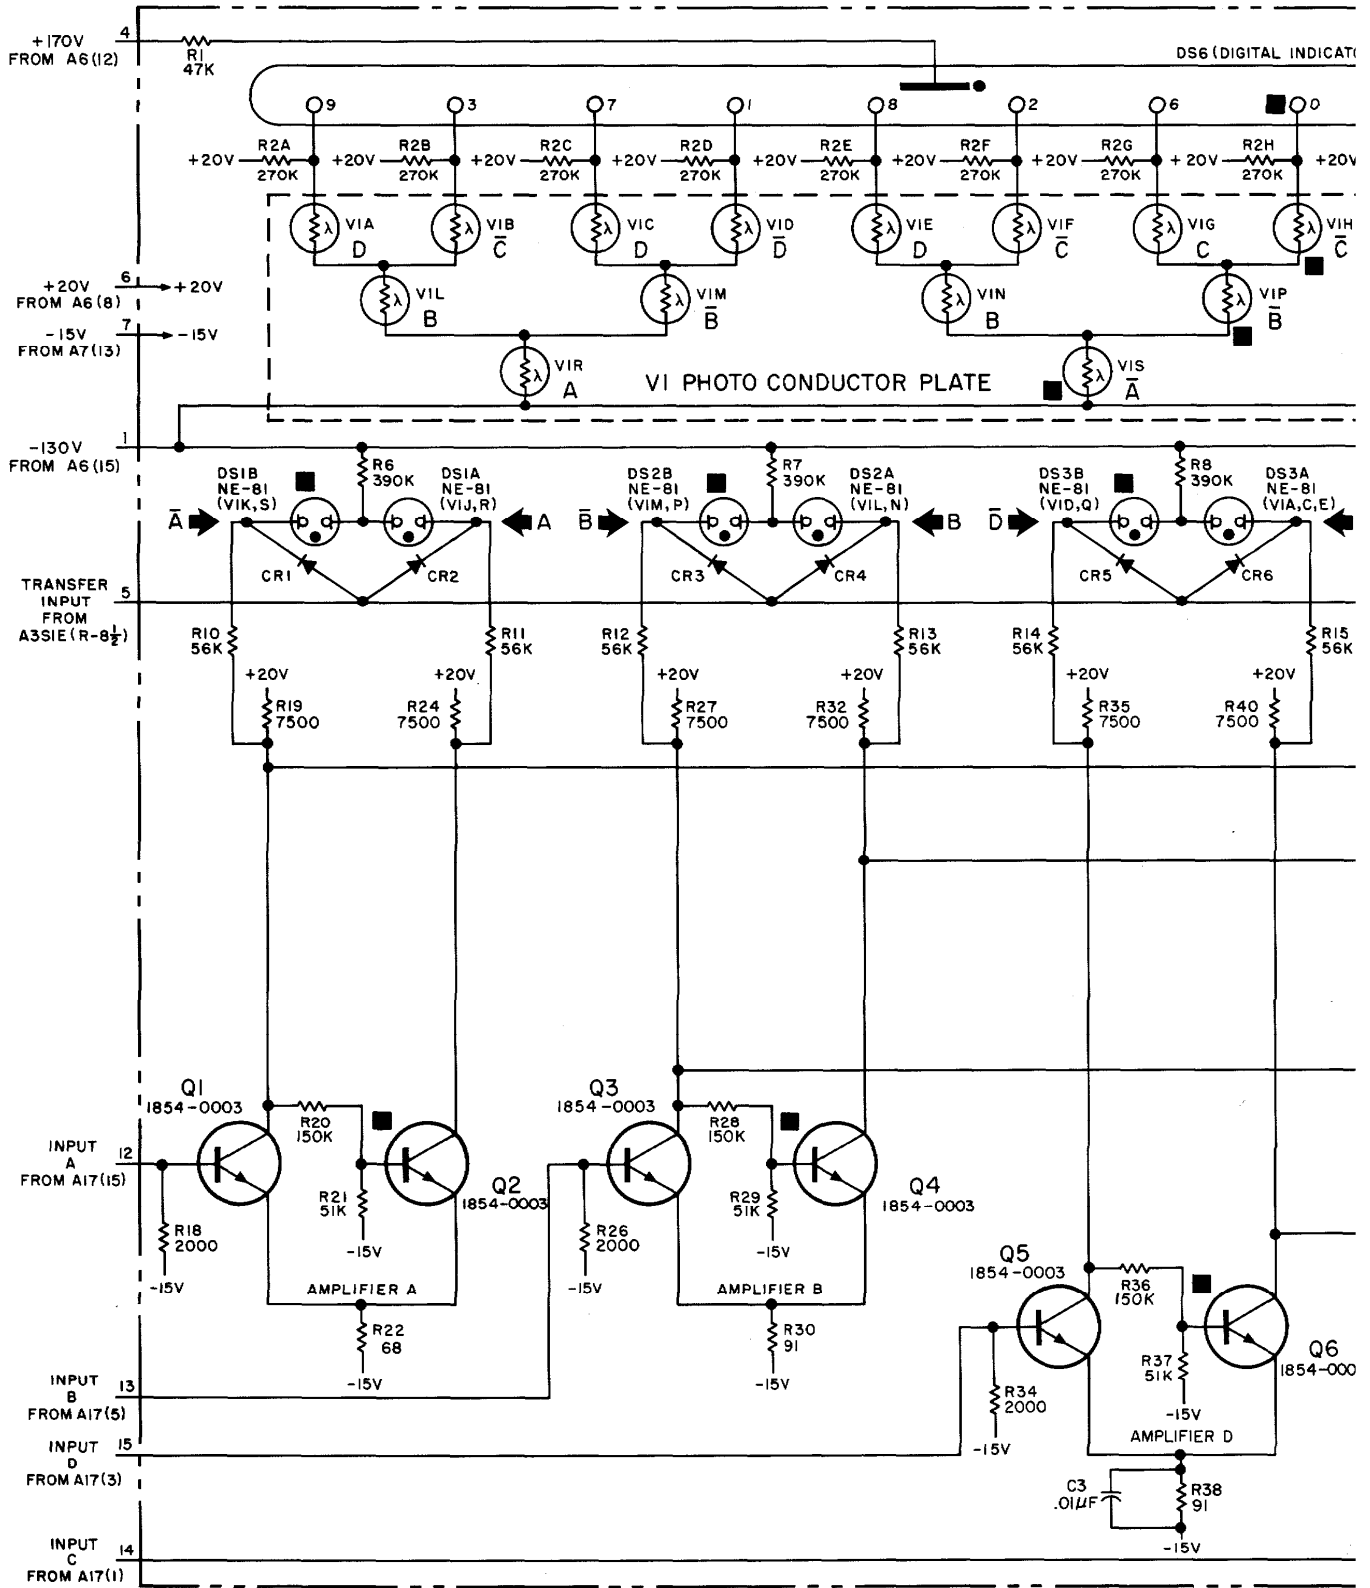 +170V
FROM A6(12)
4
R1
47K
DS6 (DIGITAL INDICATO
9
3
7
1
8
2
6
0
+20V R2A 270K
+20V R2B 270K
+20V R2C 270K
+20V R2D 270K
+20V R2E 270K
+20V R2F 270K
+20V R2G 270K
+20V R2H 270K
+20V
λ V1A D
λ V1B C̅
λ V1C D
λ V1D D̅
λ V1E D
λ V1F C̅
λ V1G C
λ V1H C̅
+20V
FROM A6(8)
6
+20V
λ V1L B
λ V1M B̅
λ V1N B
λ V1P B̅
-15V
FROM A7(13)
7
-15V
λ V1R A
V1 PHOTO CONDUCTOR PLATE
λ V1S A̅
-130V
FROM A6(15)
1
R6
390K
R7
390K
R8
390K
DS1B
NE-81
(V1K,S)
DS1A
NE-81
(V1J,R)
DS2B
NE-81
(V1M,P)
DS2A
NE-81
(V1L,N)
DS3B
NE-81
(V1D,Q)
DS3A
NE-81
(V1A,C,E)
A̅
A
B̅
B
D̅
CR1
CR2
CR3
CR4
CR5
CR6
TRANSFER
INPUT
FROM
A3S1E(R-8½)
5
R10
56K
R11
56K
R12
56K
R13
56K
R14
56K
R15
56K
+20V
+20V
+20V
+20V
+20V
+20V
R19
7500
R24
7500
R27
7500
R32
7500
R35
7500
R40
7500
Q1
1854-0003
Q3
1854-0003
R20
150K
R28
150K
INPUT
A
FROM A17(15)
12
R21
51K
-15V
Q2
1854-0003
R29
51K
-15V
Q4
1854-0003
R18
2000
-15V
R26
2000
-15V
AMPLIFIER A
AMPLIFIER B
Q5
1854-0003
R36
150K
R22
68
-15V
R30
91
-15V
R37
51K
-15V
Q6
1854-000
INPUT
B
FROM A17(5)
13
R34
2000
-15V
AMPLIFIER D
INPUT
D
FROM A17(3)
15
C3
.01µF
R38
91
-15V
INPUT
C
FROM A17(1)
14